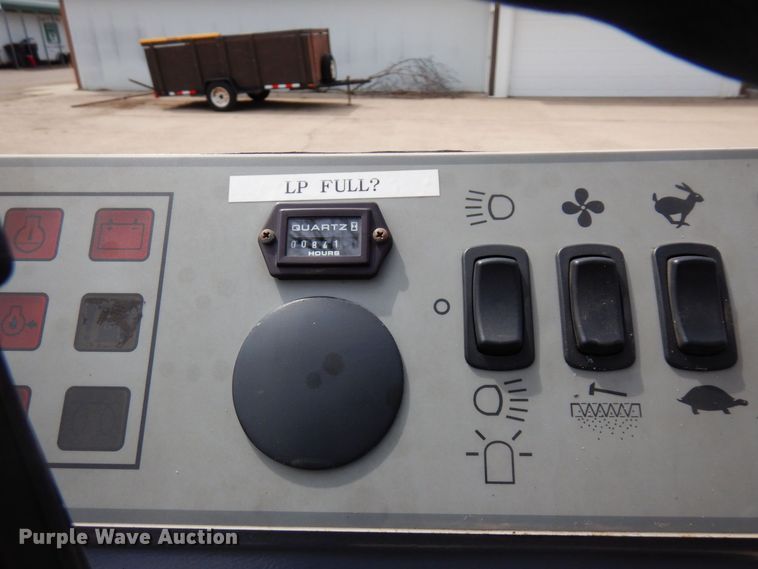 LP FULL?
QUARTZ
00841
HOURS
Purple Wave Auction